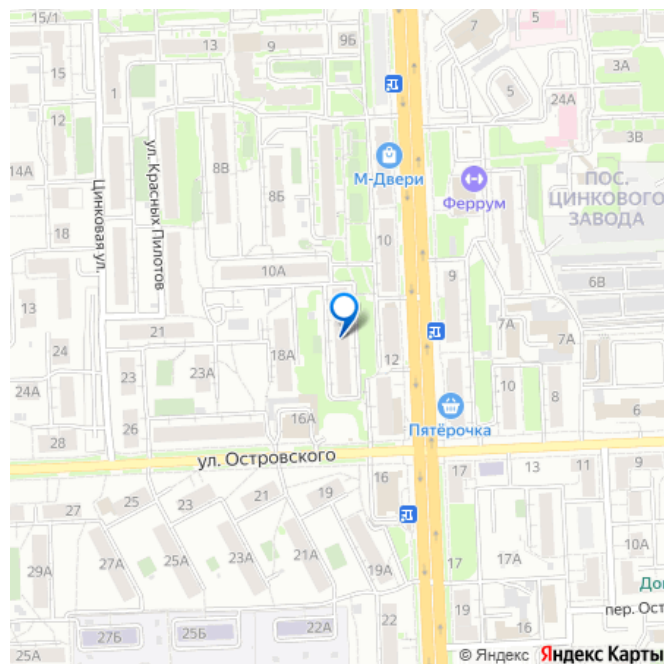 15/1
13
9
9Б
7
5
15
1
3А
5
24А
12
3В
ул. Красных Пилотов
М-Двери
14А
8В
Феррум
ПОС.
ЦИНКОВОГО
ЗАВОДА
8Б
Цинковая ул.
18
10
10А
9
6В
13
21
7А
7А
24
18А
12
23
23А
24А
10
8
16А
Пятёрочка
6
26
28
ул. Островского
17
13
11
9
16
25
23
21
19
27
10А
27А
25А
23А
21А
17
17А
29А
19А
До
19
пер. Ост
22
16
27Б
25Б
22А
25А
© Яндекс Яндекс Карты